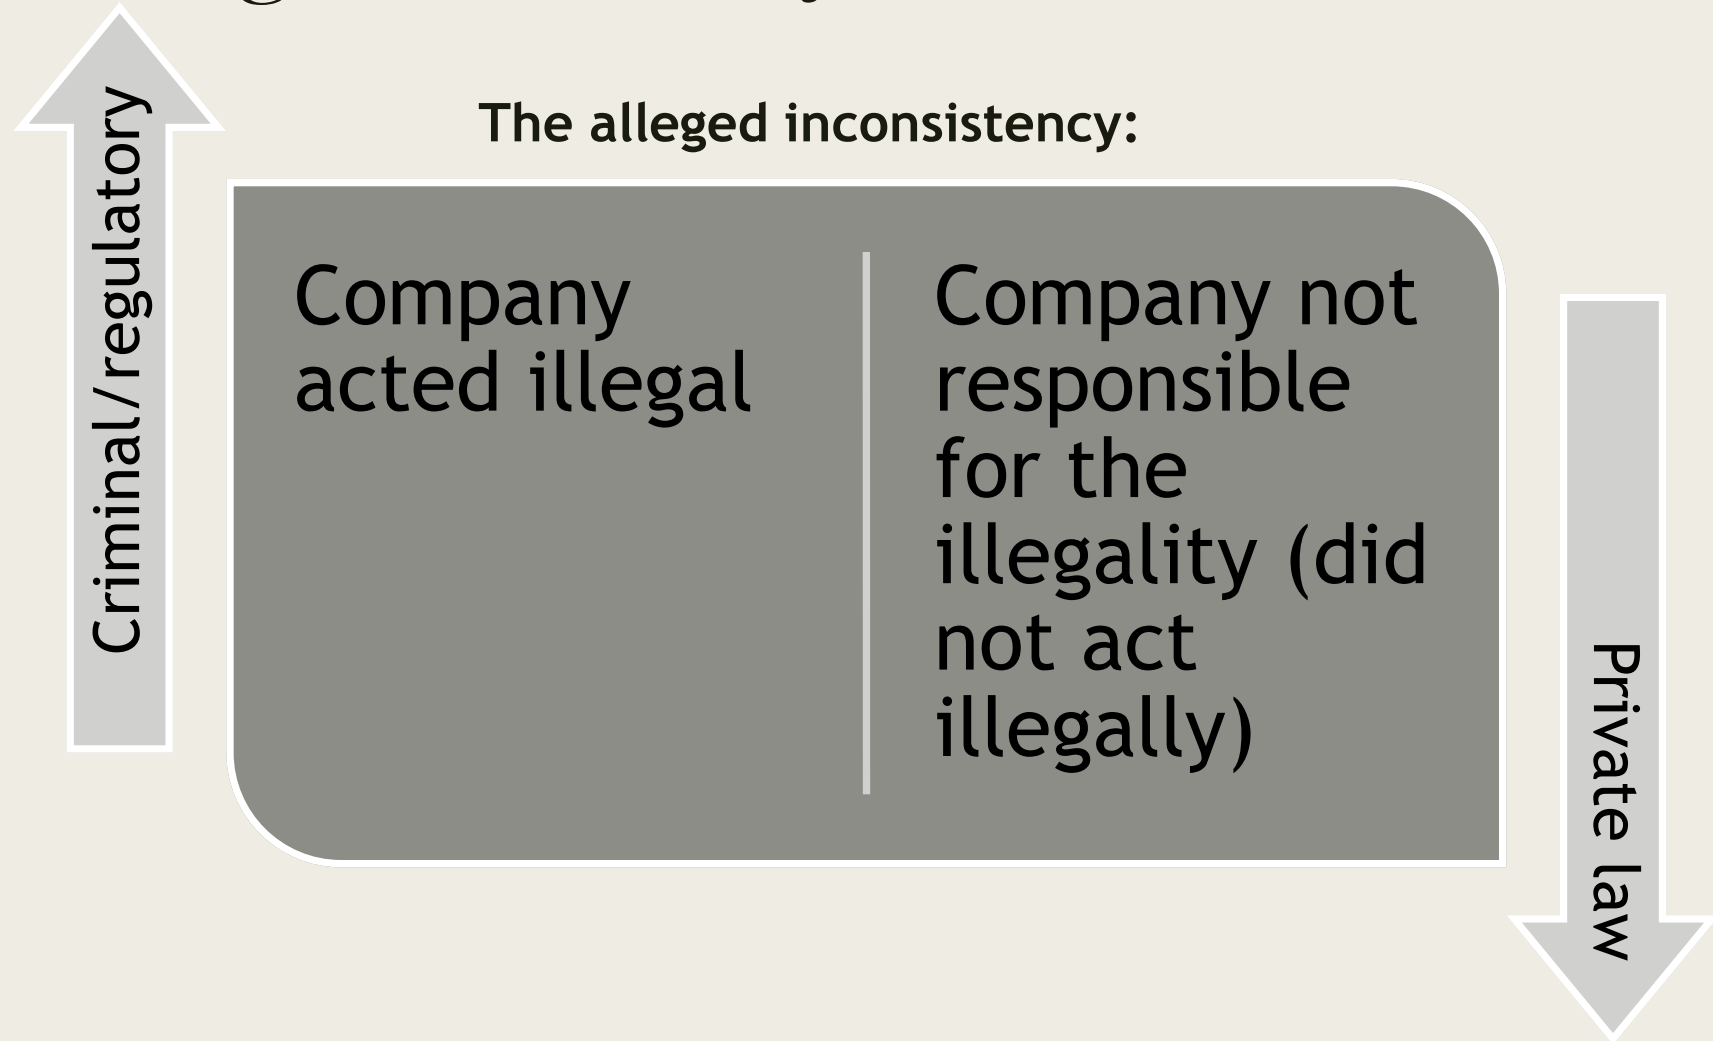 The alleged inconsistency:
Criminal/regulatory
Company
acted illegal
Company not
responsible
for the
illegality (did
not act
illegally)
Private law